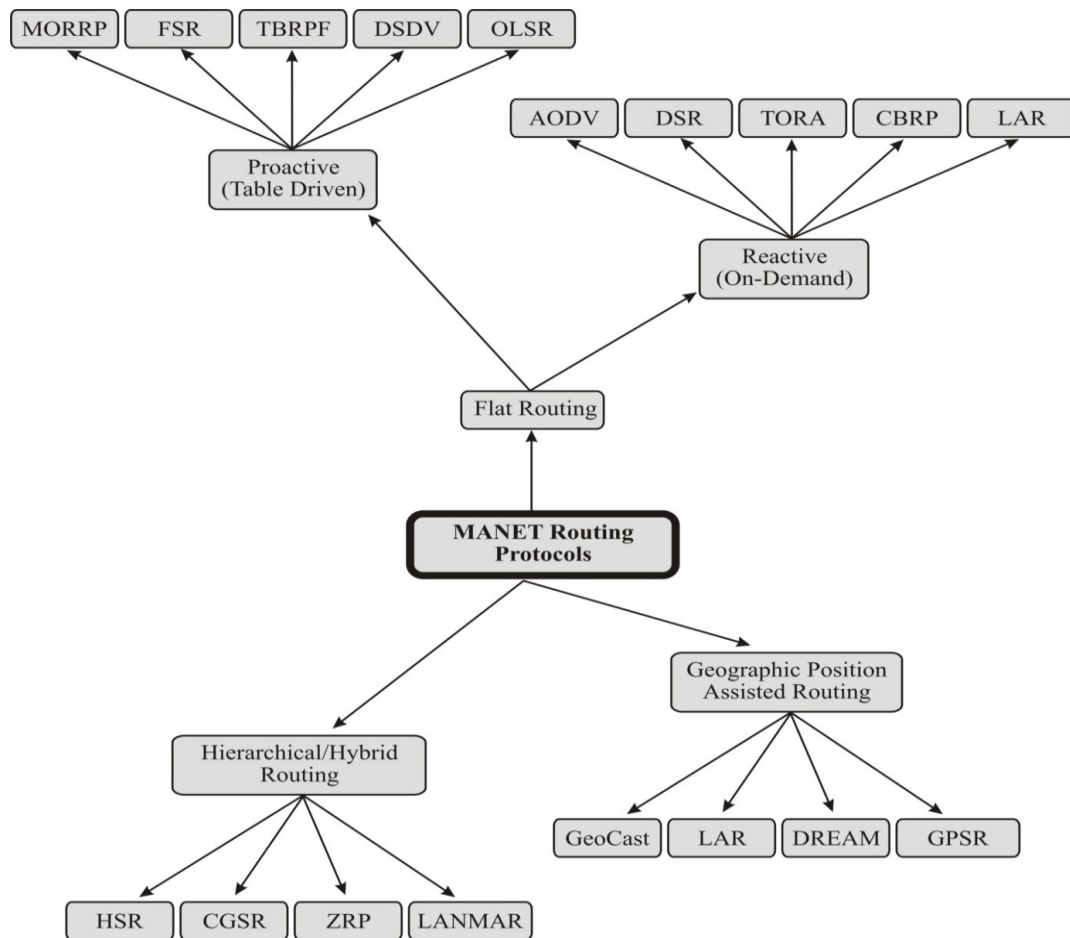 MORRP
FSR
TBRPF
DSDV
OLSR
AODV
DSR
TORA
CBRP
LAR
Proactive
(Table Driven)
Reactive
(On-Demand)
Flat Routing
MANET Routing
Protocols
Geographic Position
Assisted Routing
Hierarchical/Hybrid
Routing
GeoCast
LAR
DREAM
GPSR
HSR
CGSR
ZRP
LANMAR